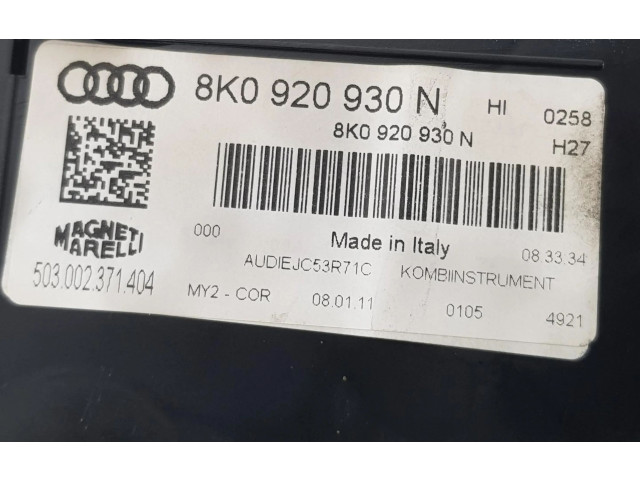 8K0 920 930 N HI 0258
8K0 920 930 N H27
MAGNETI
MARELLI
503.002.371.404
000 Made in Italy 08.33.34
AUDIEJC53R71C KOMBIINSTRUMENT
MY2 - COR 08.01.11 0105 4921